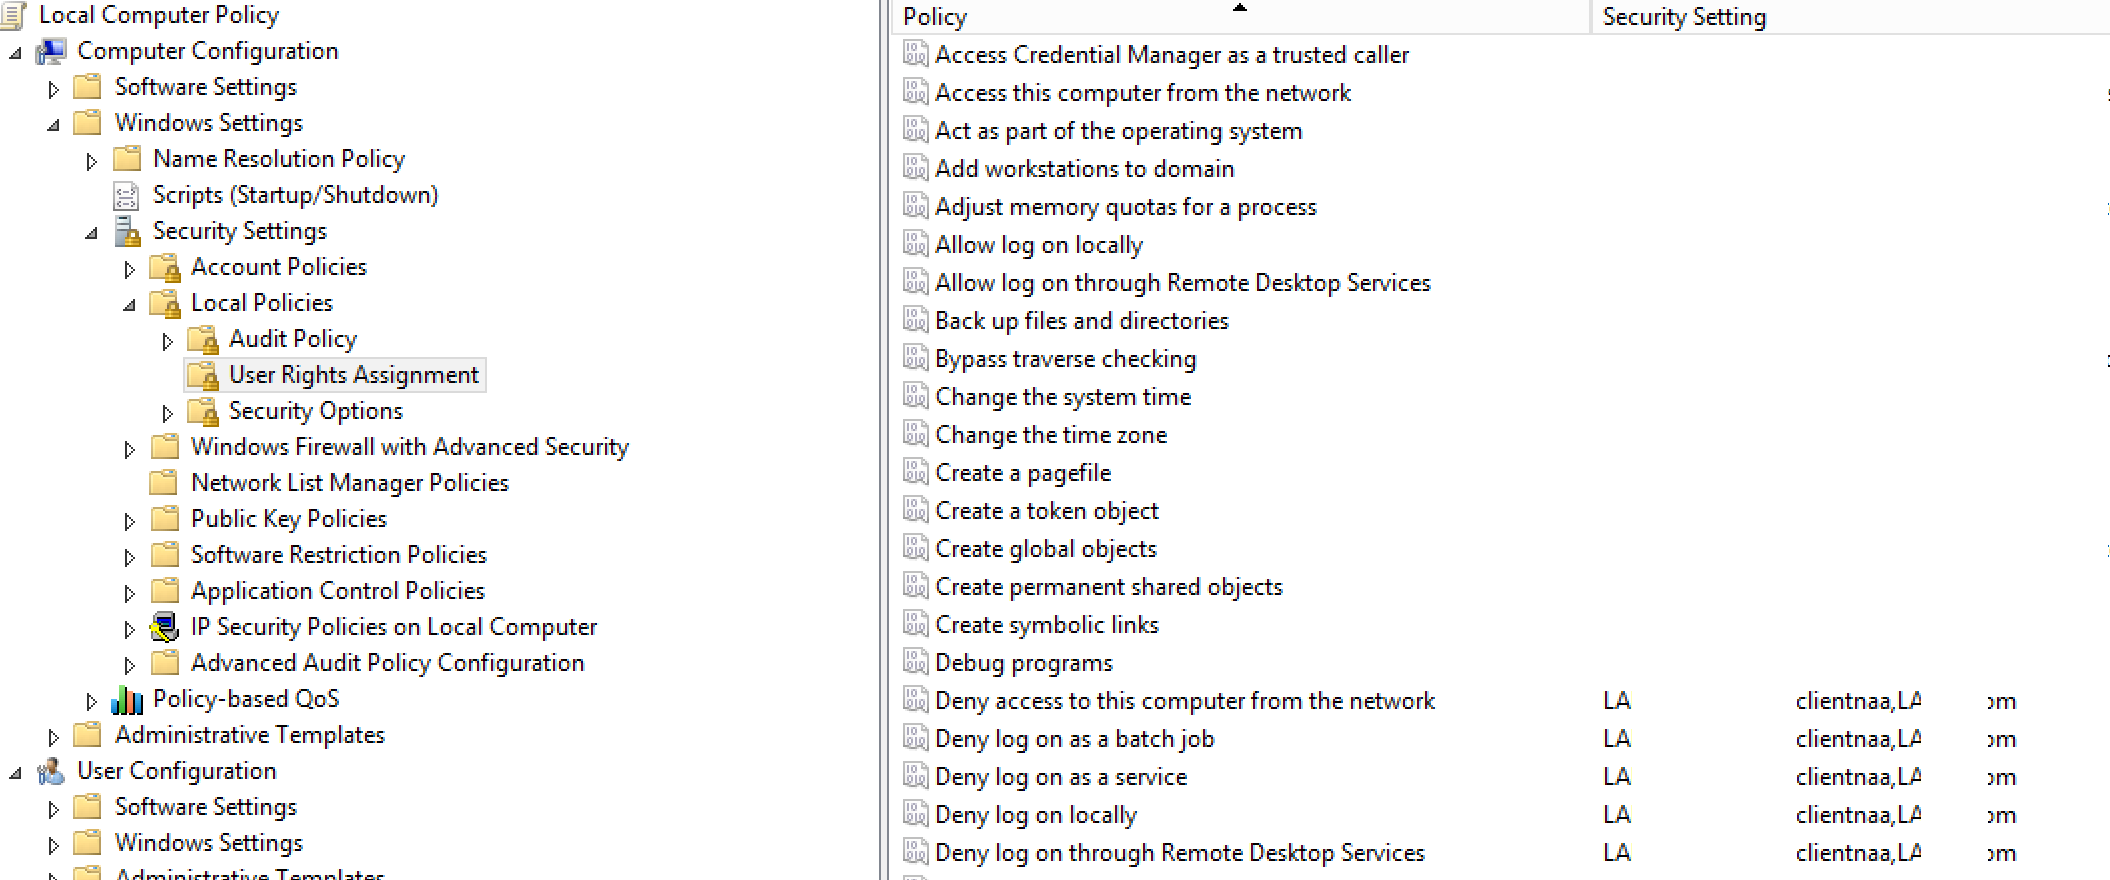 Local Computer Policy
Computer Configuration
Software Settings
Windows Settings
Name Resolution Policy
Scripts (Startup/Shutdown)
Security Settings
Account Policies
Local Policies
Audit Policy
User Rights Assignment
Security Options
Windows Firewall with Advanced Security
Network List Manager Policies
Public Key Policies
Software Restriction Policies
Application Control Policies
IP Security Policies on Local Computer
Advanced Audit Policy Configuration
Policy-based QoS
Administrative Templates
User Configuration
Software Settings
Windows Settings
Administrative Templates
Policy Security Setting
Access Credential Manager as a trusted caller
Access this computer from the network
Act as part of the operating system
Add workstations to domain
Adjust memory quotas for a process
Allow log on locally
Allow log on through Remote Desktop Services
Back up files and directories
Bypass traverse checking
Change the system time
Change the time zone
Create a pagefile
Create a token object
Create global objects
Create permanent shared objects
Create symbolic links
Debug programs
Deny access to this computer from the network LA clientnaa,LA om
Deny log on as a batch job LA clientnaa,LA om
Deny log on as a service LA clientnaa,LA om
Deny log on locally LA clientnaa,LA om
Deny log on through Remote Desktop Services LA clientnaa,LA om